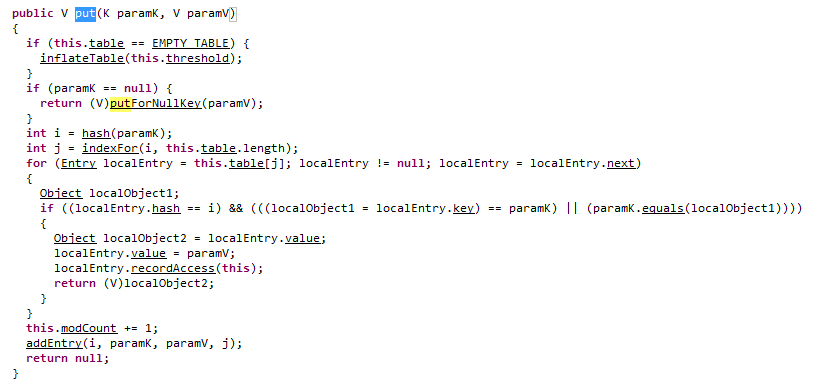 public V put(K paramK, V paramV)
{
  if (this.table == EMPTY_TABLE) {
    inflateTable(this.threshold);
  }
  if (paramK == null) {
    return (V)putForNullKey(paramV);
  }
  int i = hash(paramK);
  int j = indexFor(i, this.table.length);
  for (Entry localEntry = this.table[j]; localEntry != null; localEntry = localEntry.next)
  {
    Object localObject1;
    if ((localEntry.hash == i) && (((localObject1 = localEntry.key) == paramK) || (paramK.equals(localObject1))))
    {
      Object localObject2 = localEntry.value;
      localEntry.value = paramV;
      localEntry.recordAccess(this);
      return (V)localObject2;
    }
  }
  this.modCount += 1;
  addEntry(i, paramK, paramV, j);
  return null;
}